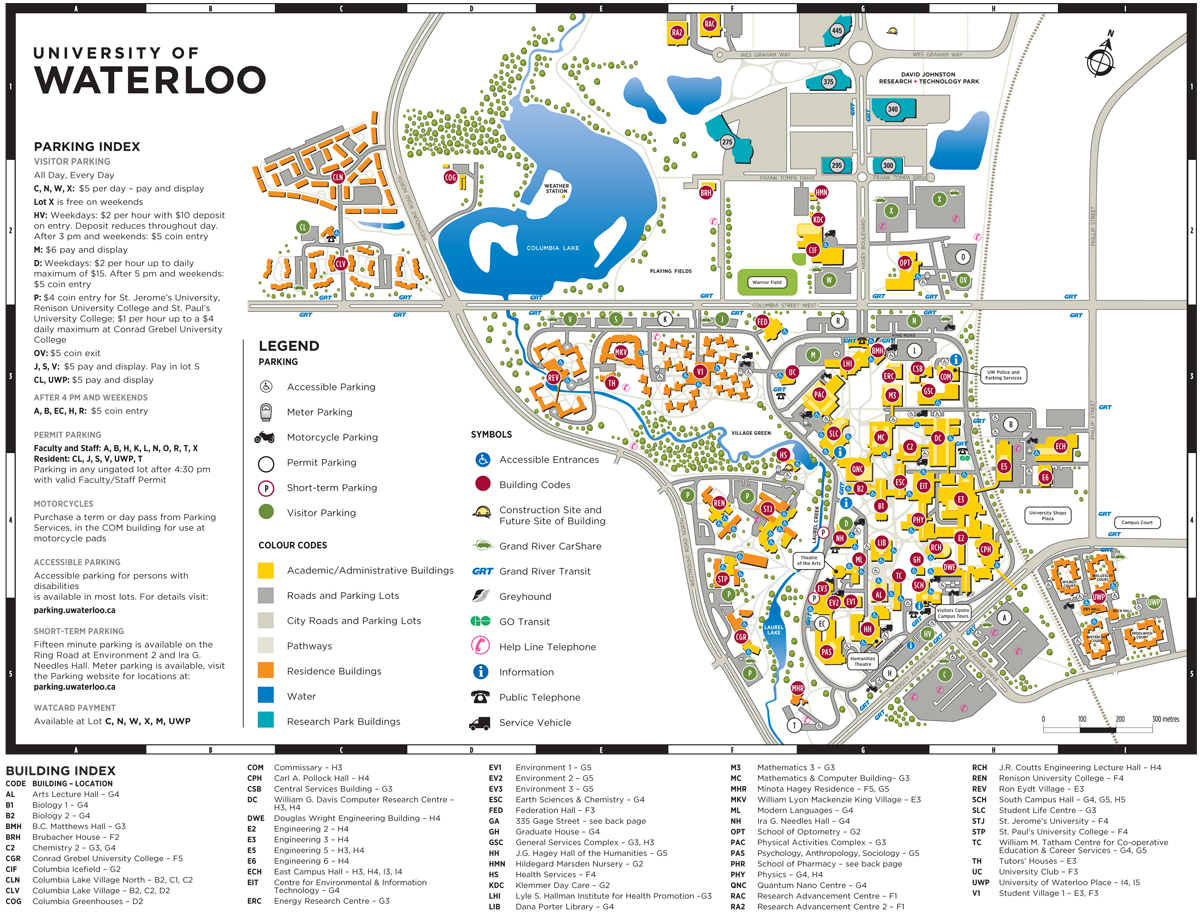 UNIVERSITY OF
WATERLOO
PARKING INDEX
VISITOR PARKING
All Day, Every Day
C, N, W, X: $5 per day – pay and display
Lot X is free on weekends
HV: Weekdays: $2 per hour with $10 deposit
on entry. Deposit reduces throughout day.
After 3 pm and weekends: $5 coin entry
M: $6 pay and display
D: Weekdays: $2 per hour up to daily
maximum of $15. After 5 pm and weekends:
$5 coin entry
P: $4 coin entry for St. Jerome's University,
Renison University College and St. Paul's
University College; $1 per hour up to a $4
daily maximum at Conrad Grebel University
College
OV: $5 coin exit
J, S, V: $5 pay and display. Pay in lot S
CL, UWP: $5 pay and display
AFTER 4 PM AND WEEKENDS
A, B, EC, H, R: $5 coin entry
PERMIT PARKING
Faculty and Staff: A, B, H, K, L, N, O, R, T, X
Resident: CL, J, S, V, UWP, T
Parking in any ungated lot after 4:30 pm
with valid Faculty/Staff Permit
MOTORCYCLES
Purchase a term or day pass from Parking
Services, in the COM building for use at
motorcycle pads
ACCESSIBLE PARKING
Accessible parking for persons with
disabilities
is available in most lots. For details visit:
parking.uwaterloo.ca
SHORT-TERM PARKING
Fifteen minute parking is available on the
Ring Road at Environment 2 and Ira G.
Needles Hall. Meter parking is available, visit
the Parking website for locations at:
parking.uwaterloo.ca
WATCARD PAYMENT
Available at Lot C, N, W, X, M, UWP
LEGEND
PARKING
Accessible Parking
Meter Parking
Motorcycle Parking
Permit Parking
P Short-term Parking
Visitor Parking
COLOUR CODES
Academic/Administrative Buildings
Roads and Parking Lots
City Roads and Parking Lots
Pathways
Residence Buildings
Water
Research Park Buildings
SYMBOLS
Accessible Entrances
Building Codes
Construction Site and
Future Site of Building
Grand River CarShare
GRT Grand River Transit
Greyhound
GO Transit
Help Line Telephone
Information
Public Telephone
Service Vehicle
A B C D E F G H I
1 2 3 4 5
N
DAVID JOHNSTON
RESEARCH + TECHNOLOGY PARK
WES GRAHAM WAY
WES GRAHAM WAY
RA2 RAC 445
375
340
275
295 300
FRANK TOMPA DRIVE
FRANK TOMPA DRIVE
HAGEY BOULEVARD
PHILLIP STREET
PHILLIP STREET
WESTMOUNT ROAD NORTH
WESTMOUNT ROAD NORTH
COLUMBIA STREET WEST
RING ROAD
CLN
COG
CL
CLV
WEATHER
STATION
COLUMBIA LAKE
PLAYING FIELDS
BRH
HMN
KDC
CIF
X X
OPT
O
OV
W
Warrior Field
V S K J FED R N
REV MKV TH V1
UC M LHI BMH L
ERC CSB COM GSC
PAC M3
UW Police and
Parking Services
VILLAGE GREEN
SLC MC C2 DC
B
HS QNC B2 ESC EIT
E5 ECH E6
P REN P STJ
B1 E3 PHY
University Shops
Plaza
Campus Court
LAUREL CREEK
D NH P
LIB RCH E2 CPH
Theatre
of the Arts
ML GH DWE
STP P
TC SCH
EV3 P EV2 EV1 AL
Visitors Centre
Campus Tours
EC HH HV A
PAS
Humanities
Theatre
LAUREL
LAKE
CGR P
H C
MHR T
WILMOT
COURT
WELLESLEY
COURT
UWP
EBY HALL
BECK HALL
UWP
WATERLOO
COURT
WOOLWICH
COURT
0 100 200 300 metres
BUILDING INDEX
CODE BUILDING – LOCATION
AL Arts Lecture Hall – G4
B1 Biology 1 – G4
B2 Biology 2 – G4
BMH B.C. Matthews Hall – G3
BRH Brubacher House – F2
C2 Chemistry 2 – G3, G4
CGR Conrad Grebel University College – F5
CIF Columbia Icefield – G2
CLN Columbia Lake Village North – B2, C1, C2
CLV Columbia Lake Village – B2, C2, D2
COG Columbia Greenhouses – D2
COM Commissary – H3
CPH Carl A. Pollock Hall – H4
CSB Central Services Building – G3
DC William G. Davis Computer Research Centre –
H3, H4
DWE Douglas Wright Engineering Building – H4
E2 Engineering 2 – H4
E3 Engineering 3 – H4
E5 Engineering 5 – H3, H4
E6 Engineering 6 – H4
ECH East Campus Hall – H3, H4, I3, I4
EIT Centre for Environmental & Information
Technology – G4
ERC Energy Research Centre – G3
EV1 Environment 1 – G5
EV2 Environment 2 – G5
EV3 Environment 3 – G5
ESC Earth Sciences & Chemistry – G4
FED Federation Hall – F3
GA 335 Gage Street – see back page
GH Graduate House – G4
GSC General Services Complex – G3, H3
HH J.G. Hagey Hall of the Humanities – G5
HMN Hildegard Marsden Nursery – G2
HS Health Services – F4
KDC Klemmer Day Care – G2
LHI Lyle S. Hallman Institute for Health Promotion –G3
LIB Dana Porter Library – G4
M3 Mathematics 3 – G3
MC Mathematics & Computer Building– G3
MHR Minota Hagey Residence – F5, G5
MKV William Lyon Mackenzie King Village – E3
ML Modern Languages – G4
NH Ira G. Needles Hall – G4
OPT School of Optometry – G2
PAC Physical Activities Complex – G3
PAS Psychology, Anthropology, Sociology – G5
PHR School of Pharmacy – see back page
PHY Physics – G4, H4
QNC Quantum Nano Centre – G4
RAC Research Advancement Centre – F1
RA2 Research Advancement Centre 2 – F1
RCH J.R. Coutts Engineering Lecture Hall – H4
REN Renison University College – F4
REV Ron Eydt Village – E3
SCH South Campus Hall – G4, G5, H5
SLC Student Life Centre – G3
STJ St. Jerome's University – F4
STP St. Paul's University College – F4
TC William M. Tatham Centre for Co-operative
Education & Career Services – G4, G5
TH Tutors' Houses – E3
UC University Club – F3
UWP University of Waterloo Place – I4, I5
V1 Student Village 1 – E3, F3